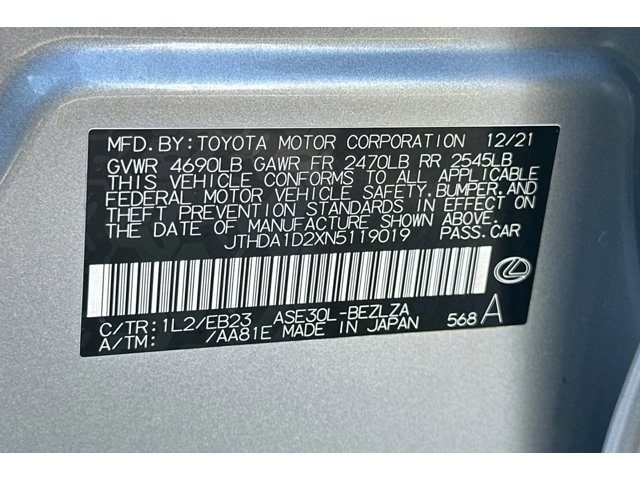 MFD. BY: TOYOTA MOTOR CORPORATION 12/21
GVWR 4690LB GAWR FR 2470LB RR 2545LB
THIS VEHICLE CONFORMS TO ALL APPLICABLE
FEDERAL MOTOR VEHICLE SAFETY, BUMPER, AND
THEFT PREVENTION STANDARDS IN EFFECT ON
THE DATE OF MANUFACTURE SHOWN ABOVE.
JTHDA1D2XN5119019 PASS.CAR
C/TR: 1L2/EB23 ASE30L-BEZLZA
A/TM: /AA81E MADE IN JAPAN 568 A